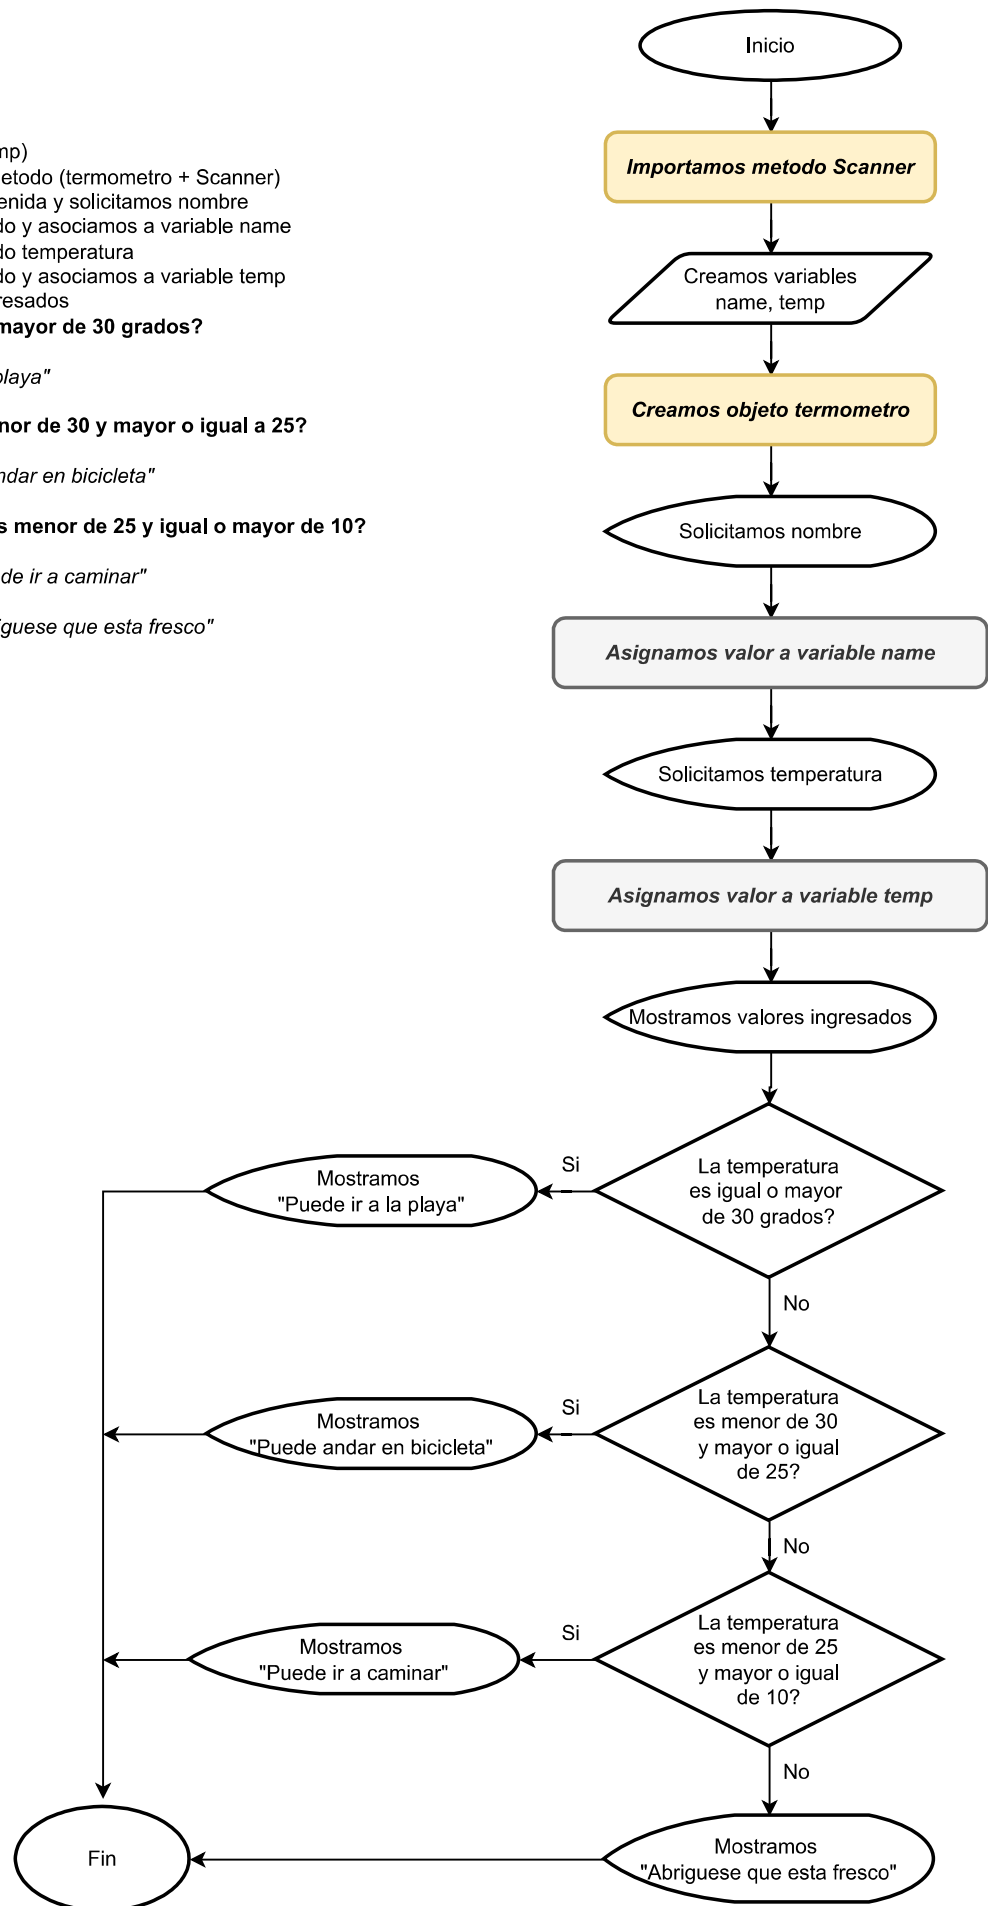 mp)
etodo (termometro + Scanner)
enida y solicitamos nombre
do y asociamos a variable name
do temperatura
do y asociamos a variable temp
resados
mayor de 30 grados?
playa"
nor de 30 y mayor o igual a 25?
ndar en bicicleta"
s menor de 25 y igual o mayor de 10?
de ir a caminar"
iguese que esta fresco"
Inicio
Importamos metodo Scanner
Creamos variables
name, temp
Creamos objeto termometro
Solicitamos nombre
Asignamos valor a variable name
Solicitamos temperatura
Asignamos valor a variable temp
Mostramos valores ingresados
La temperatura
es igual o mayor
de 30 grados?
Si
Mostramos
"Puede ir a la playa"
No
La temperatura
es menor de 30
y mayor o igual
de 25?
Si
Mostramos
"Puede andar en bicicleta"
No
La temperatura
es menor de 25
y mayor o igual
de 10?
Si
Mostramos
"Puede ir a caminar"
No
Mostramos
"Abriguese que esta fresco"
Fin